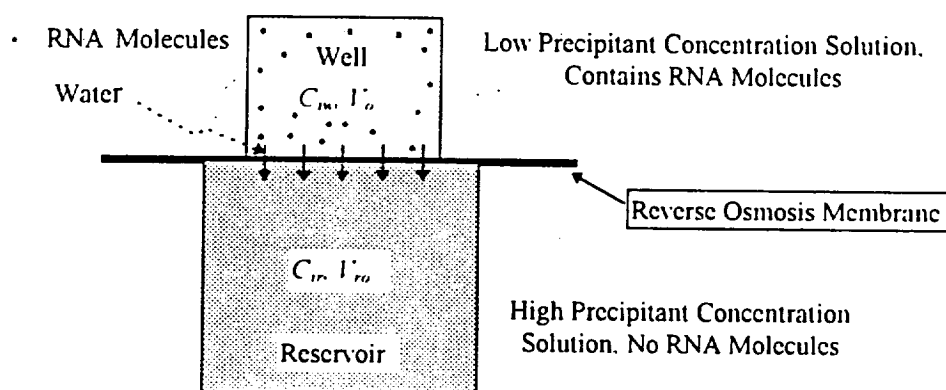 RNA Molecules
Well
Low Precipitant Concentration Solution.
Contains RNA Molecules
Water
Reverse Osmosis Membrane
High Precipitant Concentration
Solution. No RNA Molecules
Reservoir